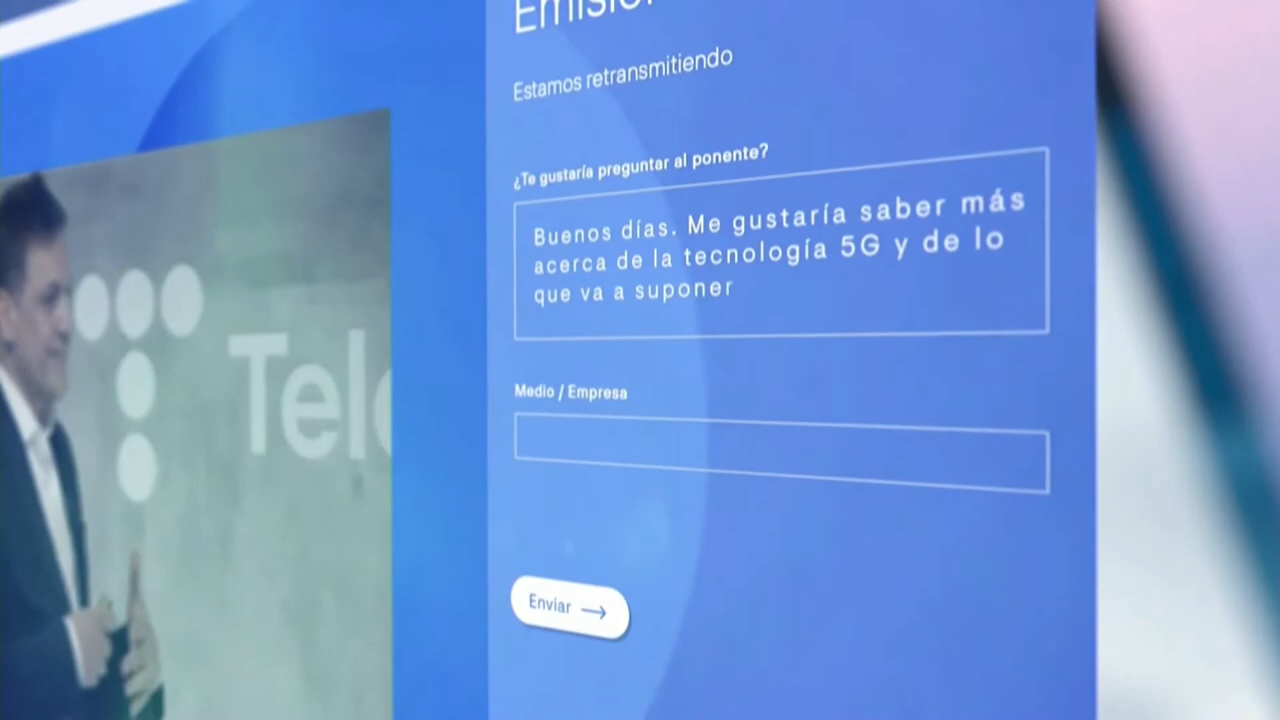 Estamos retransmitiendo
¿Te gustaría preguntar al ponente?
Buenos días. Me gustaría saber más
acerca de la tecnología 5G y de lo
que va a suponer
Medio / Empresa
Enviar
Tele